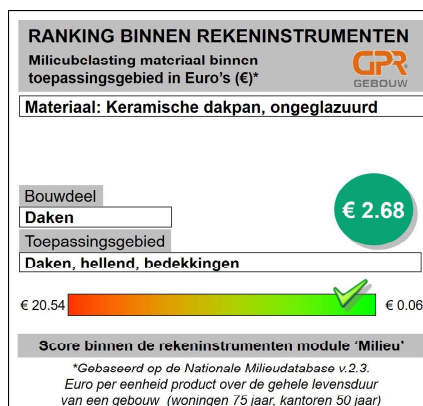 RANKING BINNEN REKENINSTRUMENTEN
Milieubelasting materiaal binnen
toepassingsgebied in Euro's (€)*
GPR
GEBOUW
Materiaal: Keramische dakpan, ongeglazuurd
Bouwdeel
Daken
€ 2.68
Toepassingsgebied
Daken, hellend, bedekkingen
€ 20.54 € 0.06
Score binnen de rekeninstrumenten module 'Milieu'
*Gebaseerd op de Nationale Milieudatabase v.2.3.
Euro per eenheid product over de gehele levensduur
van een gebouw (woningen 75 jaar, kantoren 50 jaar)